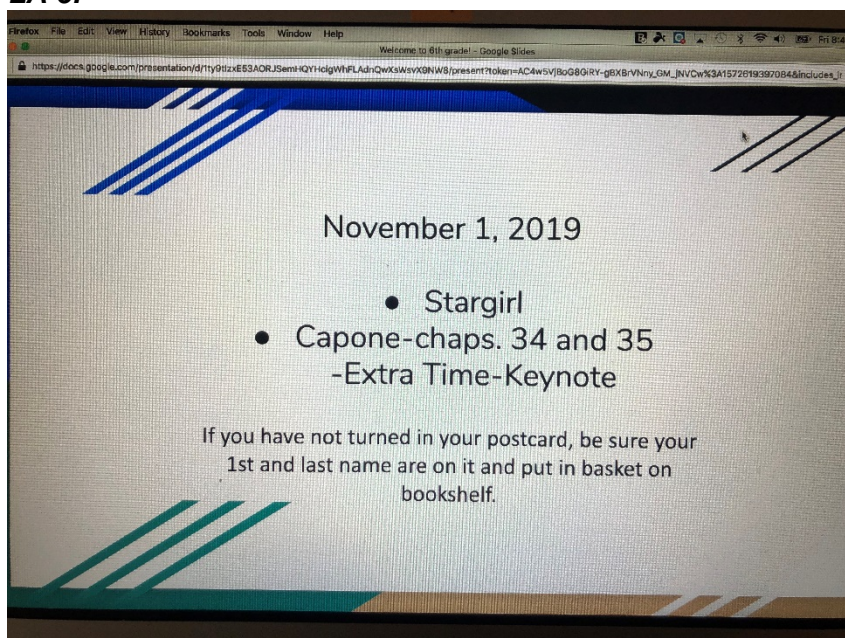 Firefox File Edit View History Bookmarks Tools Window Help
Welcome to 6th grade! - Google Slides
November 1, 2019
● Stargirl
● Capone-chaps. 34 and 35
-Extra Time-Keynote
If you have not turned in your postcard, be sure your
1st and last name are on it and put in basket on
bookshelf.